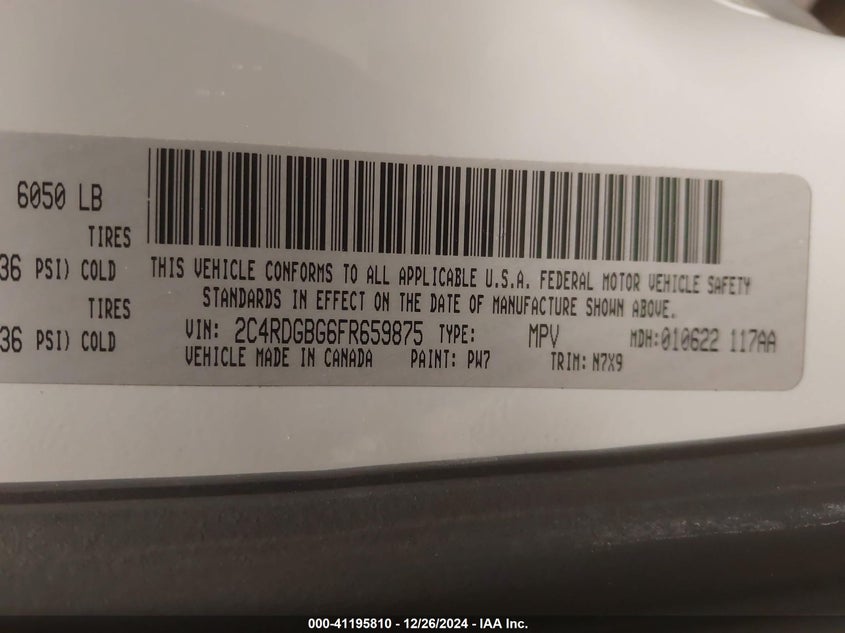 6050 LB
TIRES
36 PSI) COLD
TIRES
36 PSI) COLD
THIS VEHICLE CONFORMS TO ALL APPLICABLE U.S.A. FEDERAL MOTOR VEHICLE SAFETY
STANDARDS IN EFFECT ON THE DATE OF MANUFACTURE SHOWN ABOVE.
VIN: 2C4RDGBG6FR659875 TYPE: MPV MDH:010622 117AA
VEHICLE MADE IN CANADA PAINT: PW7 TRIM: N7X9
000-41195810 - 12/26/2024 - IAA Inc.